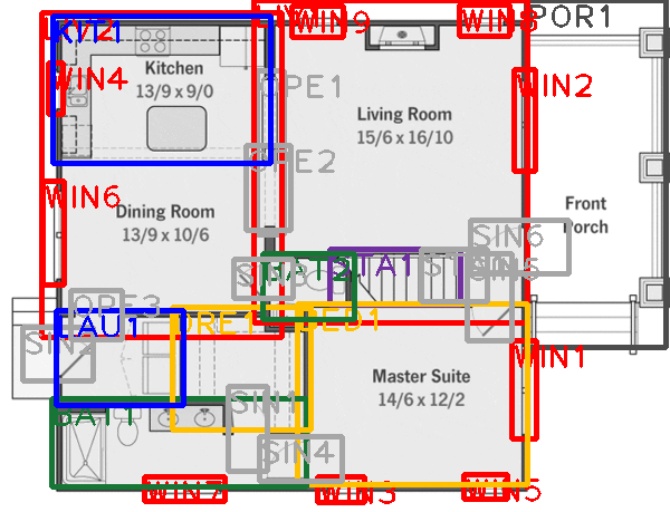 POR1
WIN9
WIN8
KIT1
Kitchen
13/9 x 9/0
WIN4
OPE1
WIN2
Living Room
15/6 x 16/10
OPE2
WIN6
Dining Room
13/9 x 10/6
Front
Porch
SIN6
BAT2
STA1
SIN5
SIN3
OPE3
LAU1
DRE1
BED1
SIN2
WIN1
Master Suite
14/6 x 12/2
BAT1
SIN1
SIN4
WIN7
WIN3
WIN5